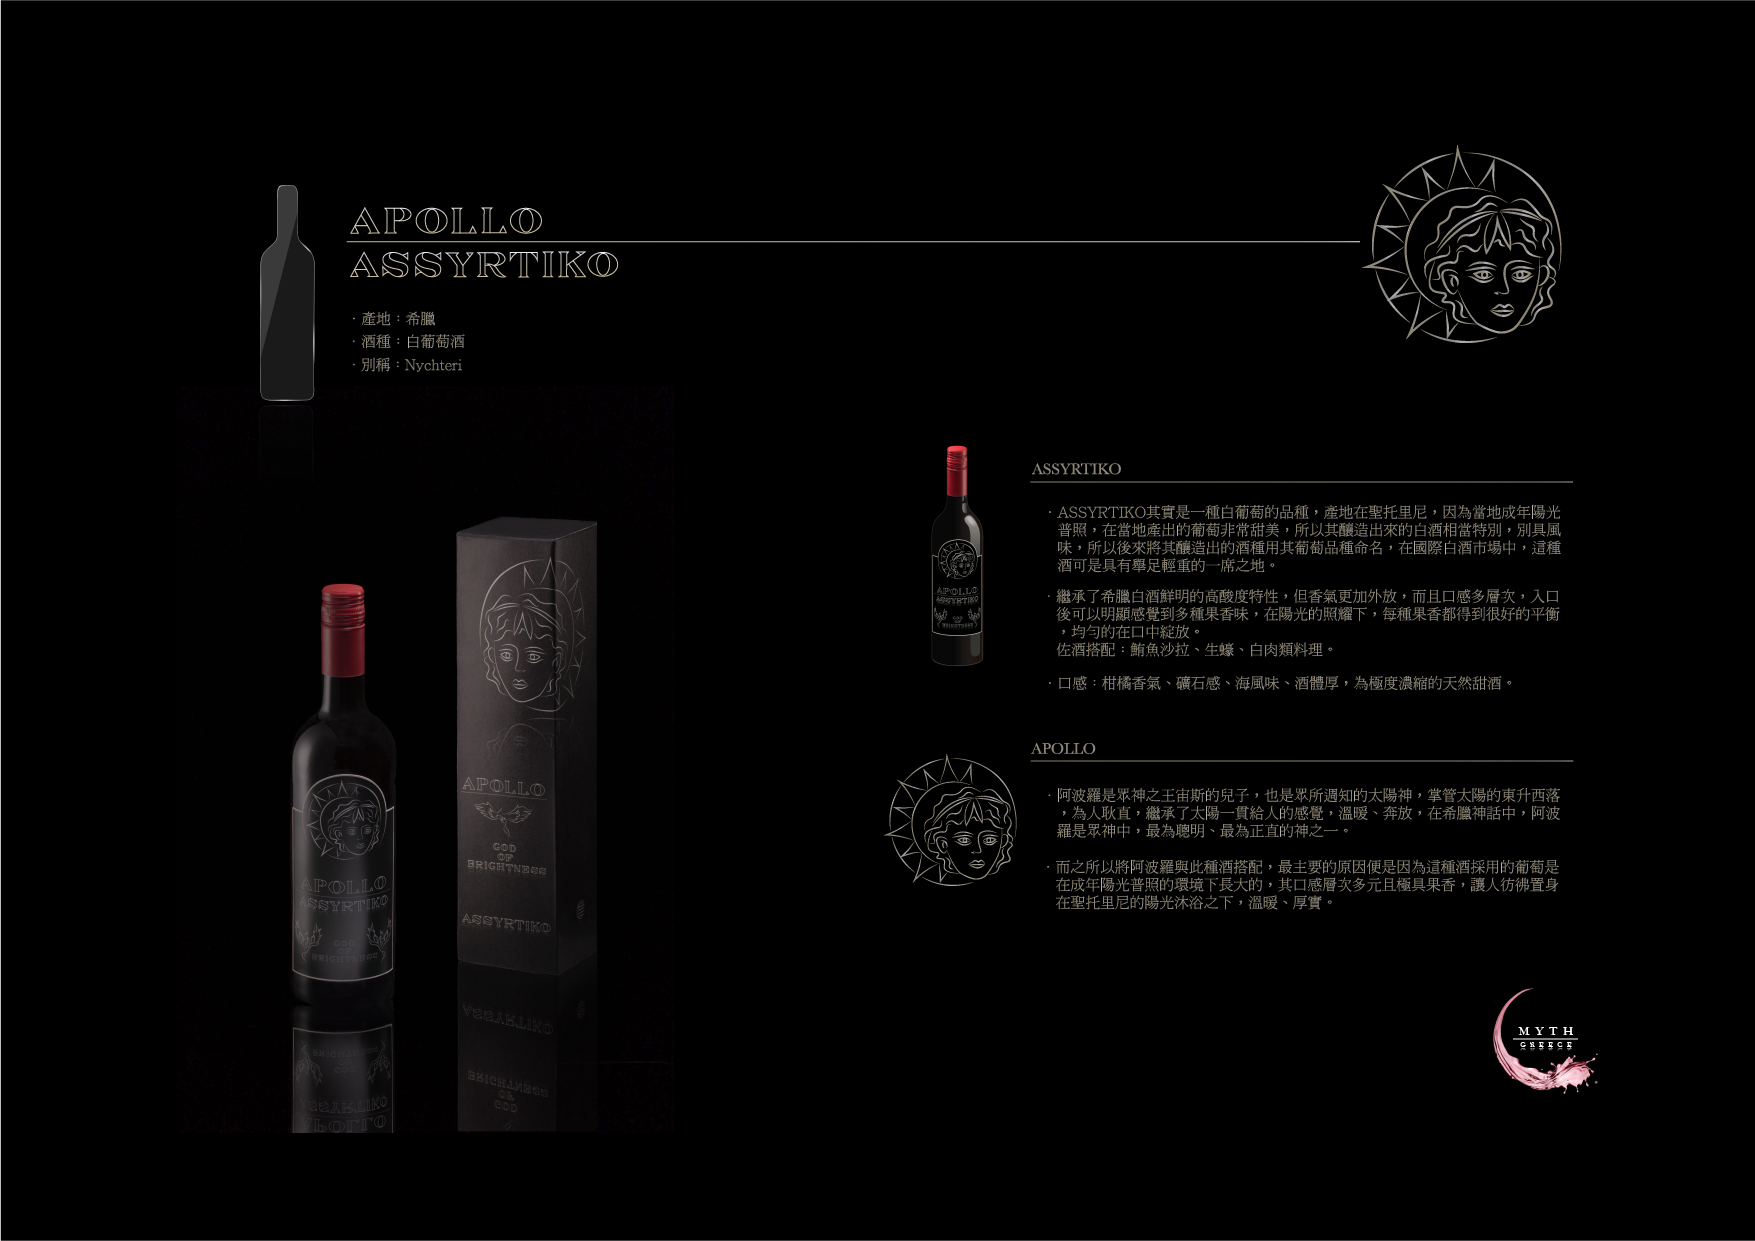 APOLLO
ASSYRTIKO
· 產地：希臘
· 酒種：白葡萄酒
· 別稱：Nychteri
ASSYRTIKO
· ASSYRTIKO其實是一種白葡萄的品種，產地在聖托里尼，因為當地成年陽光
普照，在當地產出的葡萄非常甜美，所以其釀造出來的白酒相當特別，別具風
味，所以後來將其釀造出的酒種用其葡萄品種命名，在國際白酒市場中，這種
酒可是具有舉足輕重的一席之地。
· 繼承了希臘白酒鮮明的高酸度特性，但香氣更加外放，而且口感多層次，入口
後可以明顯感覺到多種果香味，在陽光的照耀下，每種果香都得到很好的平衡
，均勻的在口中綻放。
佐酒搭配：鮪魚沙拉、生蠔、白肉類料理。
· 口感：柑橘香氣、礦石感、海風味、酒體厚，為極度濃縮的天然甜酒。
APOLLO
· 阿波羅是眾神之王宙斯的兒子，也是眾所週知的太陽神，掌管太陽的東升西落
，為人耿直，繼承了太陽一貫給人的感覺，溫暖、奔放，在希臘神話中，阿波
羅是眾神中，最為聰明、最為正直的神之一。
· 而之所以將阿波羅與此種酒搭配，最主要的原因便是因為這種酒採用的葡萄是
在成年陽光普照的環境下長大的，其口感層次多元且極具果香，讓人彷彿置身
在聖托里尼的陽光沐浴之下，溫暖、厚實。
APOLLO
ASSYRTIKO
GOD
OF
BRIGHTNESS
APOLLO
GOD
OF
BRIGHTNESS
ASSYRTIKO
APOLLO
ASSYRTIKO
GOD
OF
BRIGHTNESS
MYTH
GREECE